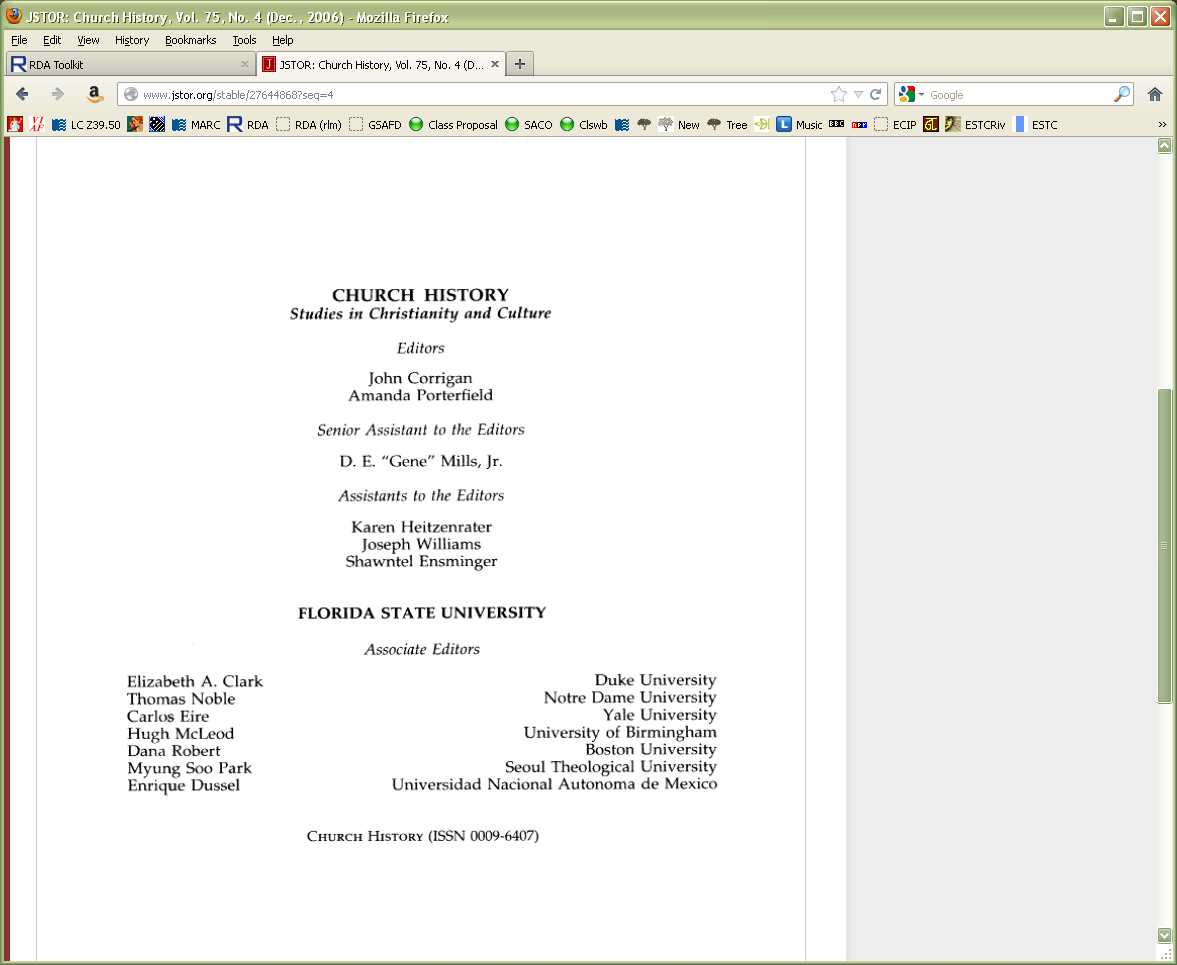 JSTOR: Church History, Vol. 75, No. 4 (Dec., 2006) - Mozilla Firefox
File Edit View History Bookmarks Tools Help
RDA Toolkit
JSTOR: Church History, Vol. 75, No. 4 (D...
www.jstor.org/stable/27644868?seq=4
Google
LC Z39.50 MARC RDA RDA (rlm) GSAFD Class Proposal SACO Clswb New Tree Music BBC ECIP ESTCRiv ESTC
CHURCH HISTORY
Studies in Christianity and Culture
Editors
John Corrigan
Amanda Porterfield
Senior Assistant to the Editors
D. E. “Gene” Mills, Jr.
Assistants to the Editors
Karen Heitzenrater
Joseph Williams
Shawntel Ensminger
FLORIDA STATE UNIVERSITY
Associate Editors
Elizabeth A. Clark Duke University
Thomas Noble Notre Dame University
Carlos Eire Yale University
Hugh McLeod University of Birmingham
Dana Robert Boston University
Myung Soo Park Seoul Theological University
Enrique Dussel Universidad Nacional Autonoma de Mexico
CHURCH HISTORY (ISSN 0009-6407)